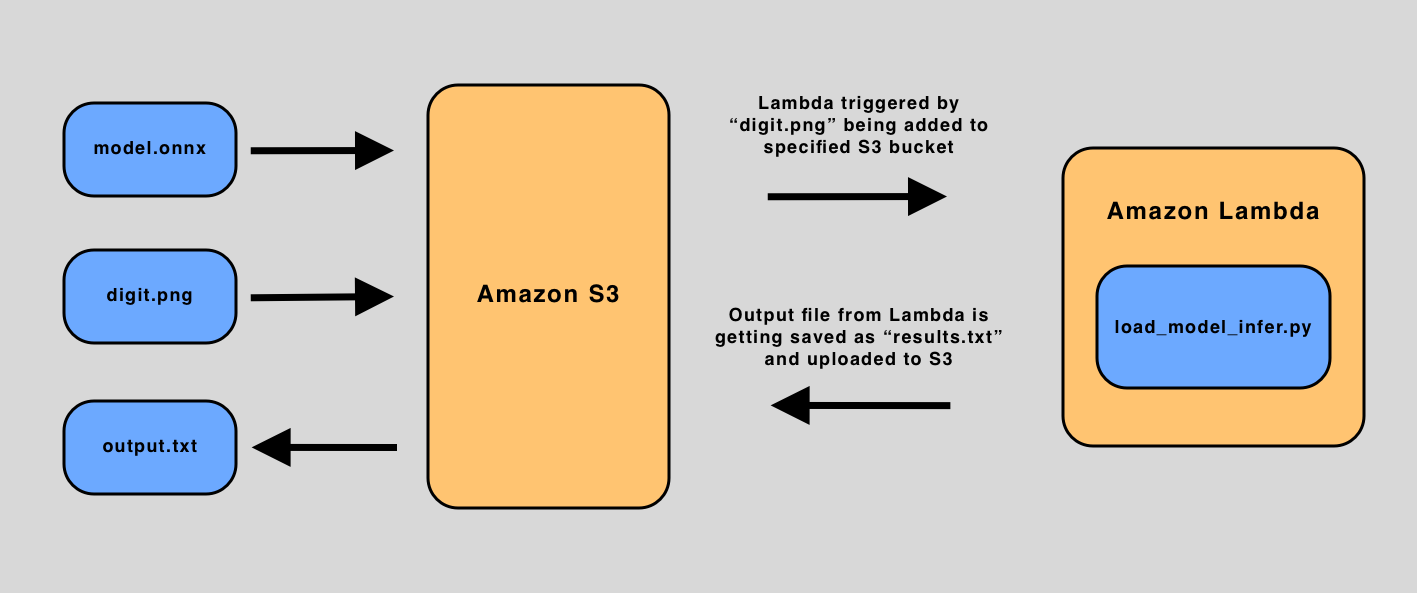 model.onnx
digit.png
output.txt
Amazon S3
Lambda triggered by
“digit.png” being added to
specified S3 bucket
Output file from Lambda is
getting saved as “results.txt”
and uploaded to S3
Amazon Lambda
load_model_infer.py